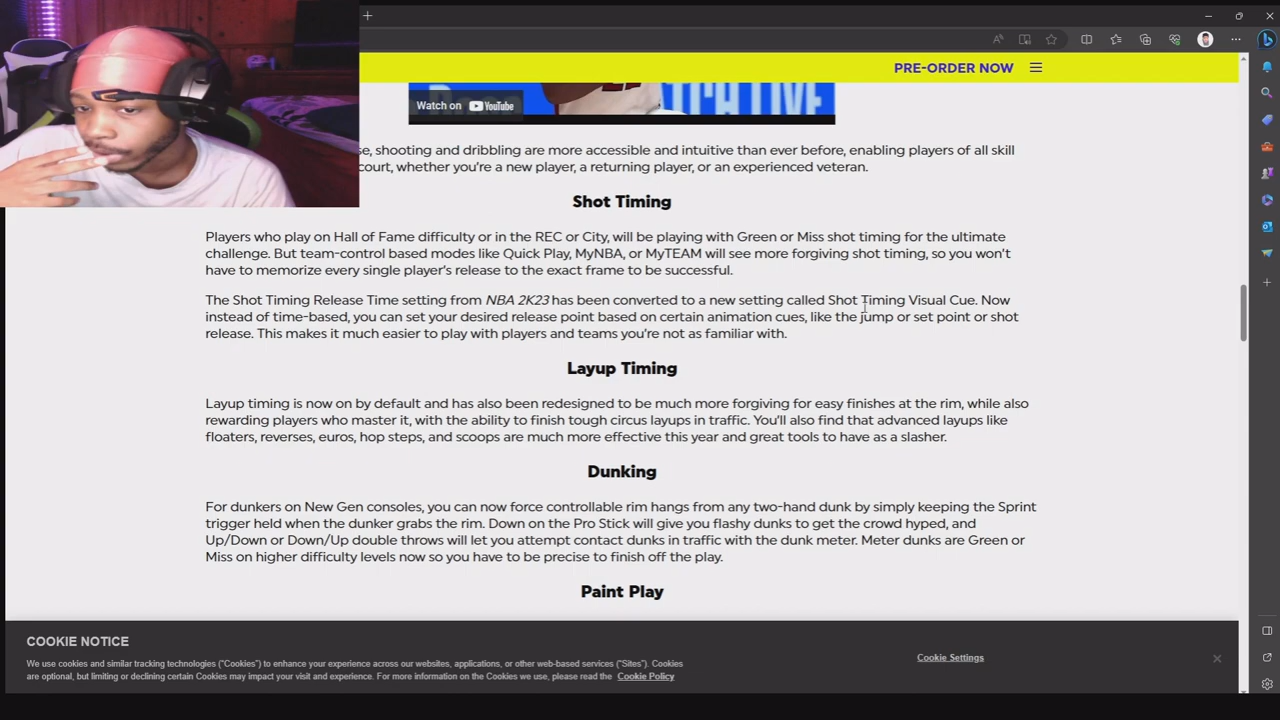 PRE-ORDER NOW
Watch on YouTube
se, shooting and dribbling are more accessible and intuitive than ever before, enabling players of all skill
court, whether you're a new player, a returning player, or an experienced veteran.
Shot Timing
Players who play on Hall of Fame difficulty or in the REC or City, will be playing with Green or Miss shot timing for the ultimate
challenge. But team-control based modes like Quick Play, MyNBA, or MyTEAM will see more forgiving shot timing, so you won't
have to memorize every single player's release to the exact frame to be successful.
The Shot Timing Release Time setting from NBA 2K23 has been converted to a new setting called Shot Timing Visual Cue. Now
instead of time-based, you can set your desired release point based on certain animation cues, like the jump or set point or shot
release. This makes it much easier to play with players and teams you're not as familiar with.
Layup Timing
Layup timing is now on by default and has also been redesigned to be much more forgiving for easy finishes at the rim, while also
rewarding players who master it, with the ability to finish tough circus layups in traffic. You'll also find that advanced layups like
floaters, reverses, euros, hop steps, and scoops are much more effective this year and great tools to have as a slasher.
Dunking
For dunkers on New Gen consoles, you can now force controllable rim hangs from any two-hand dunk by simply keeping the Sprint
trigger held when the dunker grabs the rim. Down on the Pro Stick will give you flashy dunks to get the crowd hyped, and
Up/Down or Down/Up double throws will let you attempt contact dunks in traffic with the dunk meter. Meter dunks are Green or
Miss on higher difficulty levels now so you have to be precise to finish off the play.
Paint Play
COOKIE NOTICE
We use cookies and similar tracking technologies ("Cookies") to enhance your experience across our websites, applications, or other web-based services ("Sites"). Cookies
are optional, but limiting or declining certain Cookies may impact your visit and experience. For more information on the Cookies we use, please read the Cookie Policy
Cookie Settings